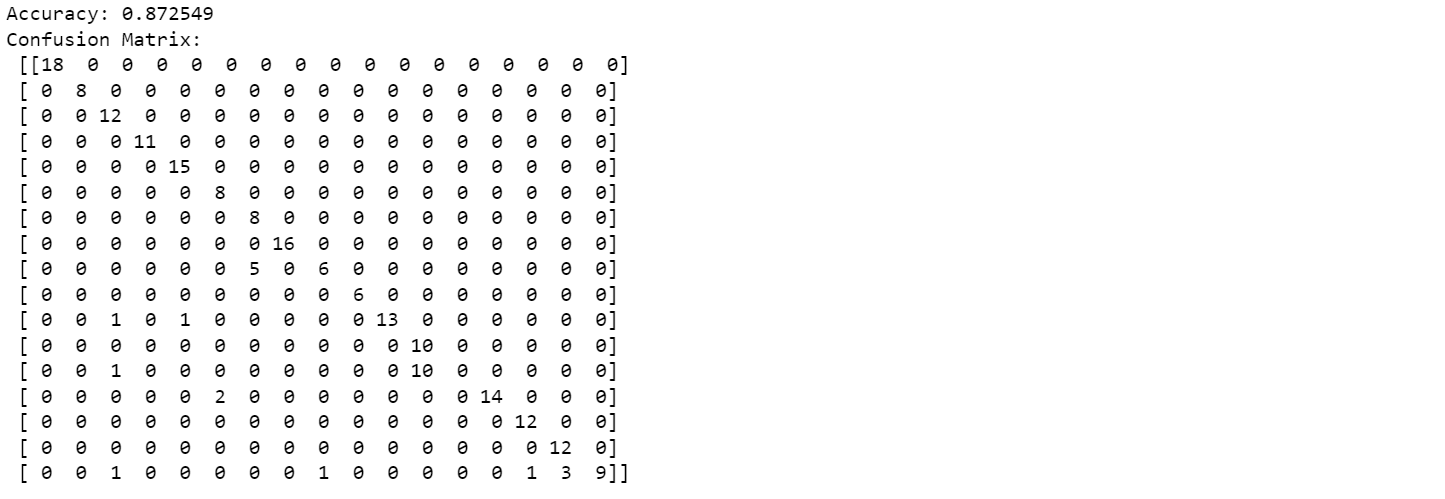 Accuracy: 0.872549
Confusion Matrix:
[[18 0 0 0 0 0 0 0 0 0 0 0 0 0 0 0 0]
[ 0 8 0 0 0 0 0 0 0 0 0 0 0 0 0 0 0]
[ 0 0 12 0 0 0 0 0 0 0 0 0 0 0 0 0 0]
[ 0 0 0 11 0 0 0 0 0 0 0 0 0 0 0 0 0]
[ 0 0 0 0 15 0 0 0 0 0 0 0 0 0 0 0 0]
[ 0 0 0 0 0 8 0 0 0 0 0 0 0 0 0 0 0]
[ 0 0 0 0 0 0 8 0 0 0 0 0 0 0 0 0 0]
[ 0 0 0 0 0 0 0 16 0 0 0 0 0 0 0 0 0]
[ 0 0 0 0 0 0 5 0 6 0 0 0 0 0 0 0 0]
[ 0 0 0 0 0 0 0 0 0 6 0 0 0 0 0 0 0]
[ 0 0 1 0 1 0 0 0 0 0 13 0 0 0 0 0 0]
[ 0 0 0 0 0 0 0 0 0 0 0 10 0 0 0 0 0]
[ 0 0 1 0 0 0 0 0 0 0 0 10 0 0 0 0 0]
[ 0 0 0 0 0 2 0 0 0 0 0 0 0 14 0 0 0]
[ 0 0 0 0 0 0 0 0 0 0 0 0 0 0 12 0 0]
[ 0 0 0 0 0 0 0 0 0 0 0 0 0 0 0 12 0]
[ 0 0 1 0 0 0 0 0 1 0 0 0 0 0 1 3 9]]